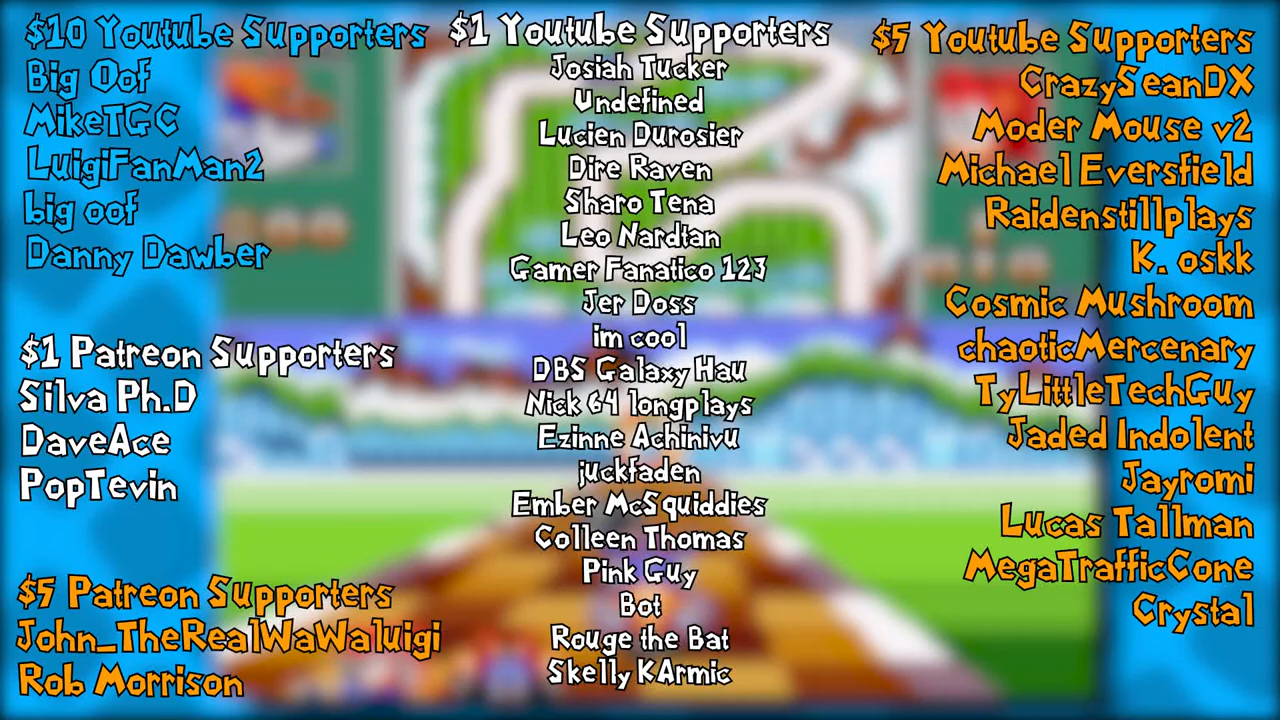 $10 Youtube Supporters
Big Oof
MikeTGC
LuigiFanMan2
big oof
Danny Dawber
$1 Patreon Supporters
Silva Ph.D
DaveAce
PopTevin
$5 Patreon Supporters
John_TheRealWaWaluigi
Rob Morrison
$1 Youtube Supporters
Josiah Tucker
Undefined
Lucien Durosier
Dire Raven
Sharo Tena
Leo Nardtan
Gamer Fanatico 123
Jer Doss
im cool
DBS Galaxy Hau
Nick 64 longplays
Ezinne Achinivu
juckfaden
Ember McSquiddies
Colleen Thomas
Pink Guy
Bot
Rouge the Bat
Skelly KArmic
$5 Youtube Supporters
CrazySeanDX
Moder Mouse v2
Michael Eversfield
Raidenstillplays
K. oskk
Cosmic Mushroom
chaoticMercenary
TyLittleTechGuy
Jaded Indolent
Jayromi
Lucas Tallman
MegaTrafficCone
Crystal